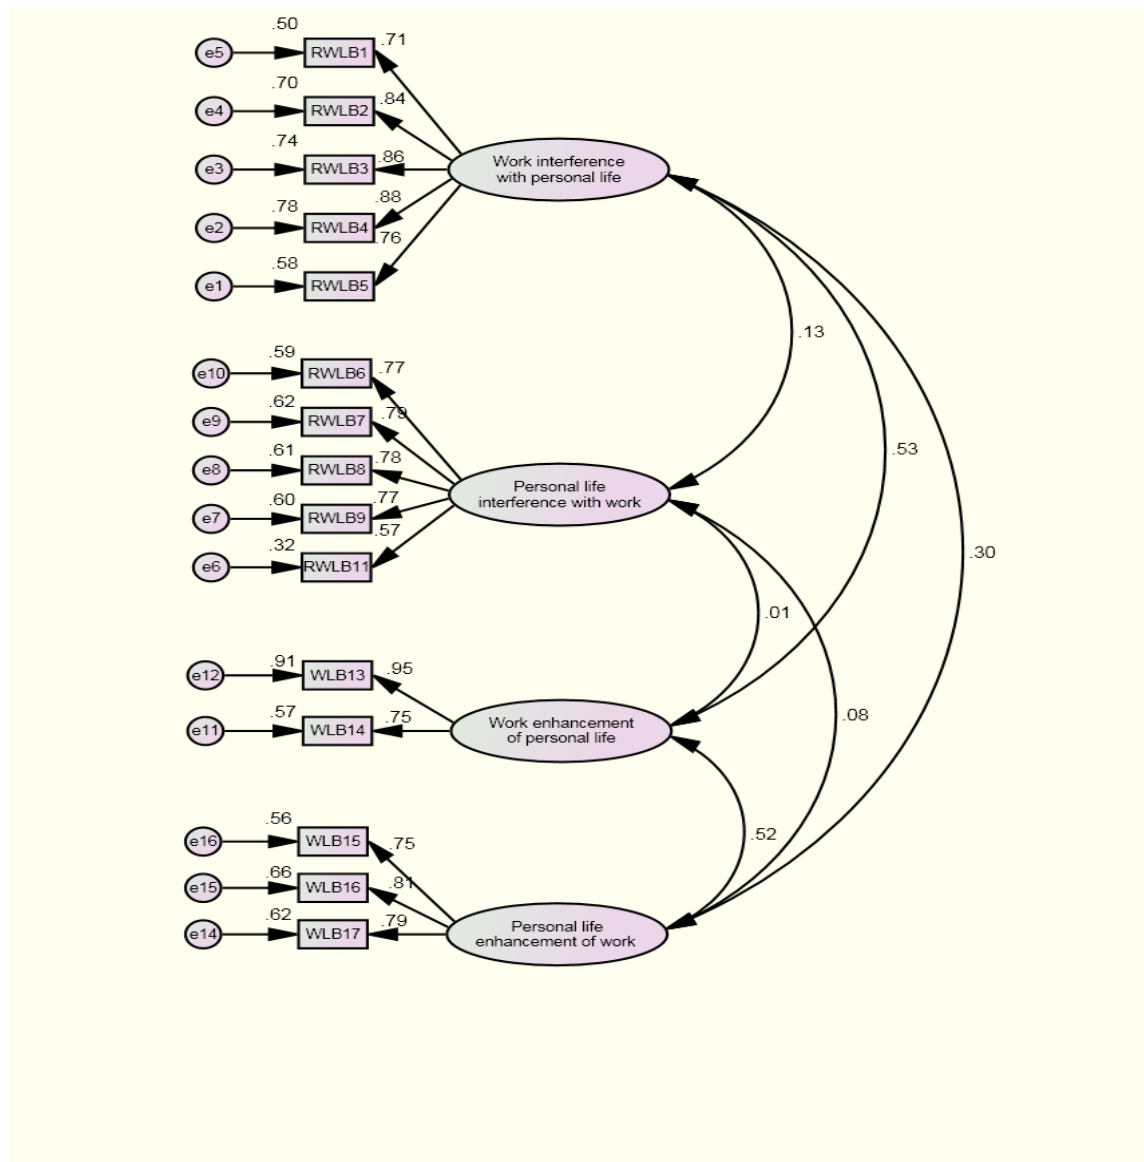 .50
e5
RWLB1
.71
.70
e4
RWLB2
.84
.74
e3
RWLB3
.86
Work interference
with personal life
.78
e2
RWLB4
.88
.58
e1
RWLB5
.76
.13
.53
.30
.59
e10
RWLB6
.77
.62
e9
RWLB7
.79
.61
e8
RWLB8
.78
Personal life
interference with work
.60
e7
RWLB9
.77
.32
e6
RWLB11
.57
.01
.08
.91
e12
WLB13
.95
.57
e11
WLB14
.75
Work enhancement
of personal life
.52
.56
e16
WLB15
.75
.66
e15
WLB16
.81
.62
e14
WLB17
.79
Personal life
enhancement of work